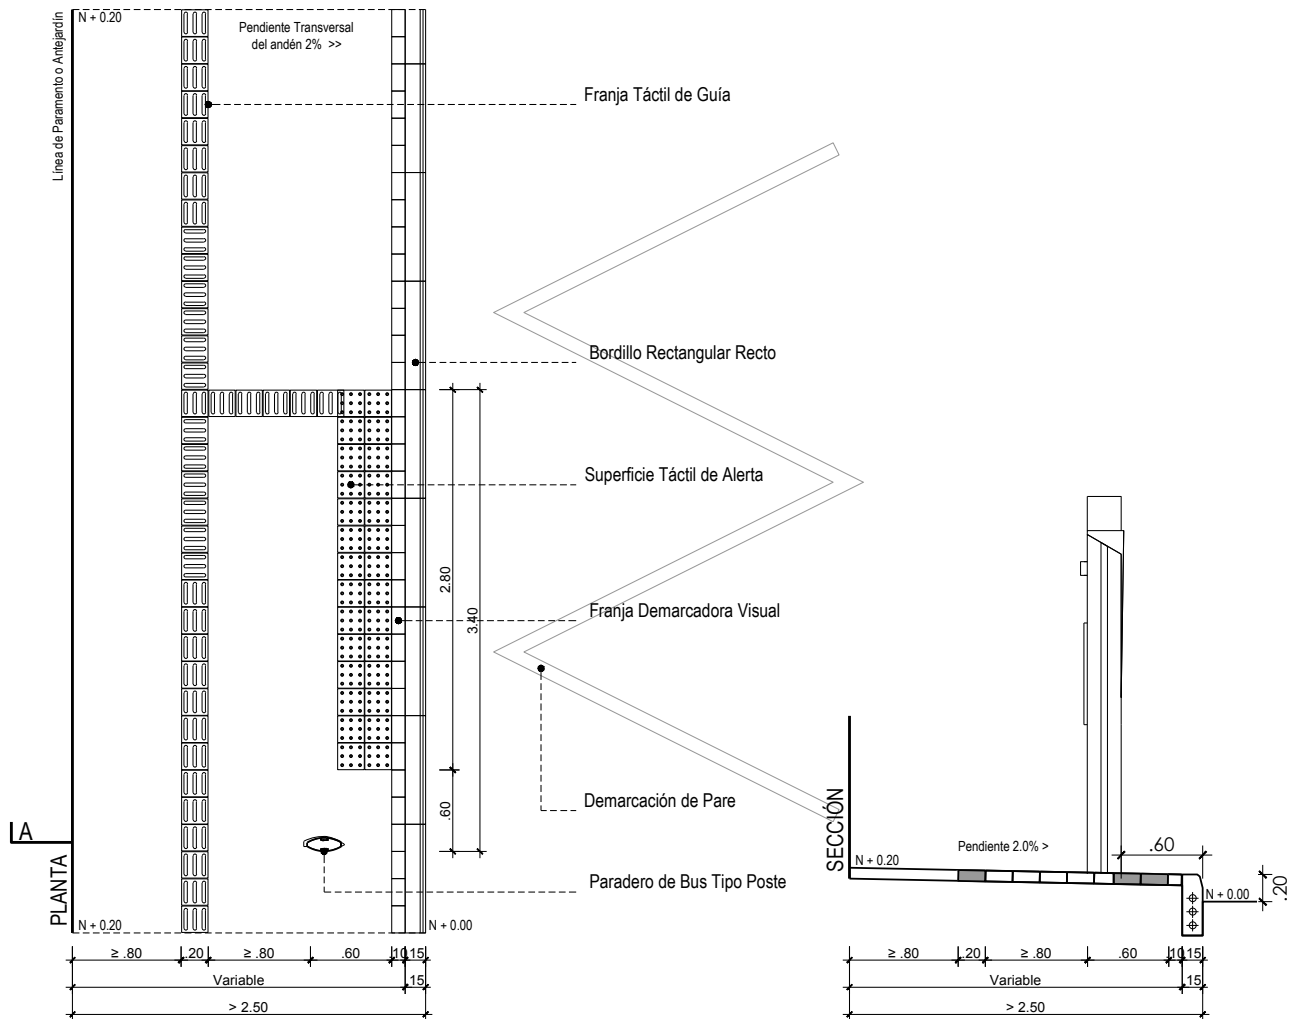 Línea de Paramento o Antejardín
N + 0.20
Pendiente Transversal
del andén 2% >>
Franja Táctil de Guía
Bordillo Rectangular Recto
Superficie Táctil de Alerta
2.80
3.40
Franja Demarcadora Visual
.60
Demarcación de Pare
Paradero de Bus Tipo Poste
A
PLANTA
N + 0.20
N + 0.00
≥ .80
.20
≥ .80
.60
.10
.15
Variable
.15
> 2.50
SECCIÓN
N + 0.20
Pendiente 2.0% >
.60
.20
N + 0.00
≥ .80
.20
≥ .80
.60
.10
.15
Variable
.15
> 2.50